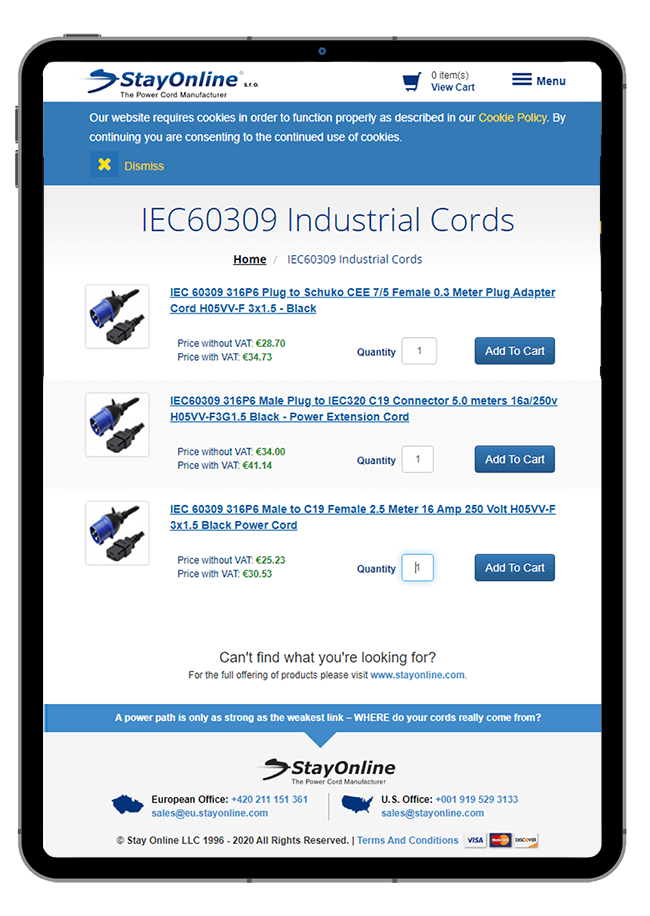 StayOnline® s.r.o.
The Power Cord Manufacturer
0 item(s)
View Cart
Menu
Our website requires cookies in order to function properly as described in our Cookie Policy. By
continuing you are consenting to the continued use of cookies.
Dismiss
IEC60309 Industrial Cords
Home / IEC60309 Industrial Cords
IEC 60309 316P6 Plug to Schuko CEE 7/5 Female 0.3 Meter Plug Adapter
Cord H05VV-F 3x1.5 - Black
Price without VAT: €28.70
Price with VAT: €34.73
Quantity 1 Add To Cart
IEC60309 316P6 Male Plug to IEC320 C19 Connector 5.0 meters 16a/250v
H05VV-F3G1.5 Black - Power Extension Cord
Price without VAT: €34.00
Price with VAT: €41.14
Quantity 1 Add To Cart
IEC 60309 316P6 Male to C19 Female 2.5 Meter 16 Amp 250 Volt H05VV-F
3x1.5 Black Power Cord
Price without VAT: €25.23
Price with VAT: €30.53
Quantity 1 Add To Cart
Can't find what you're looking for?
For the full offering of products please visit www.stayonline.com.
A power path is only as strong as the weakest link – WHERE do your cords really come from?
StayOnline
The Power Cord Manufacturer
European Office: +420 211 151 361
sales@eu.stayonline.com
U.S. Office: +001 919 529 3133
sales@stayonline.com
© Stay Online LLC 1996 - 2020 All Rights Reserved. | Terms And Conditions VISA MasterCard DISCOVER